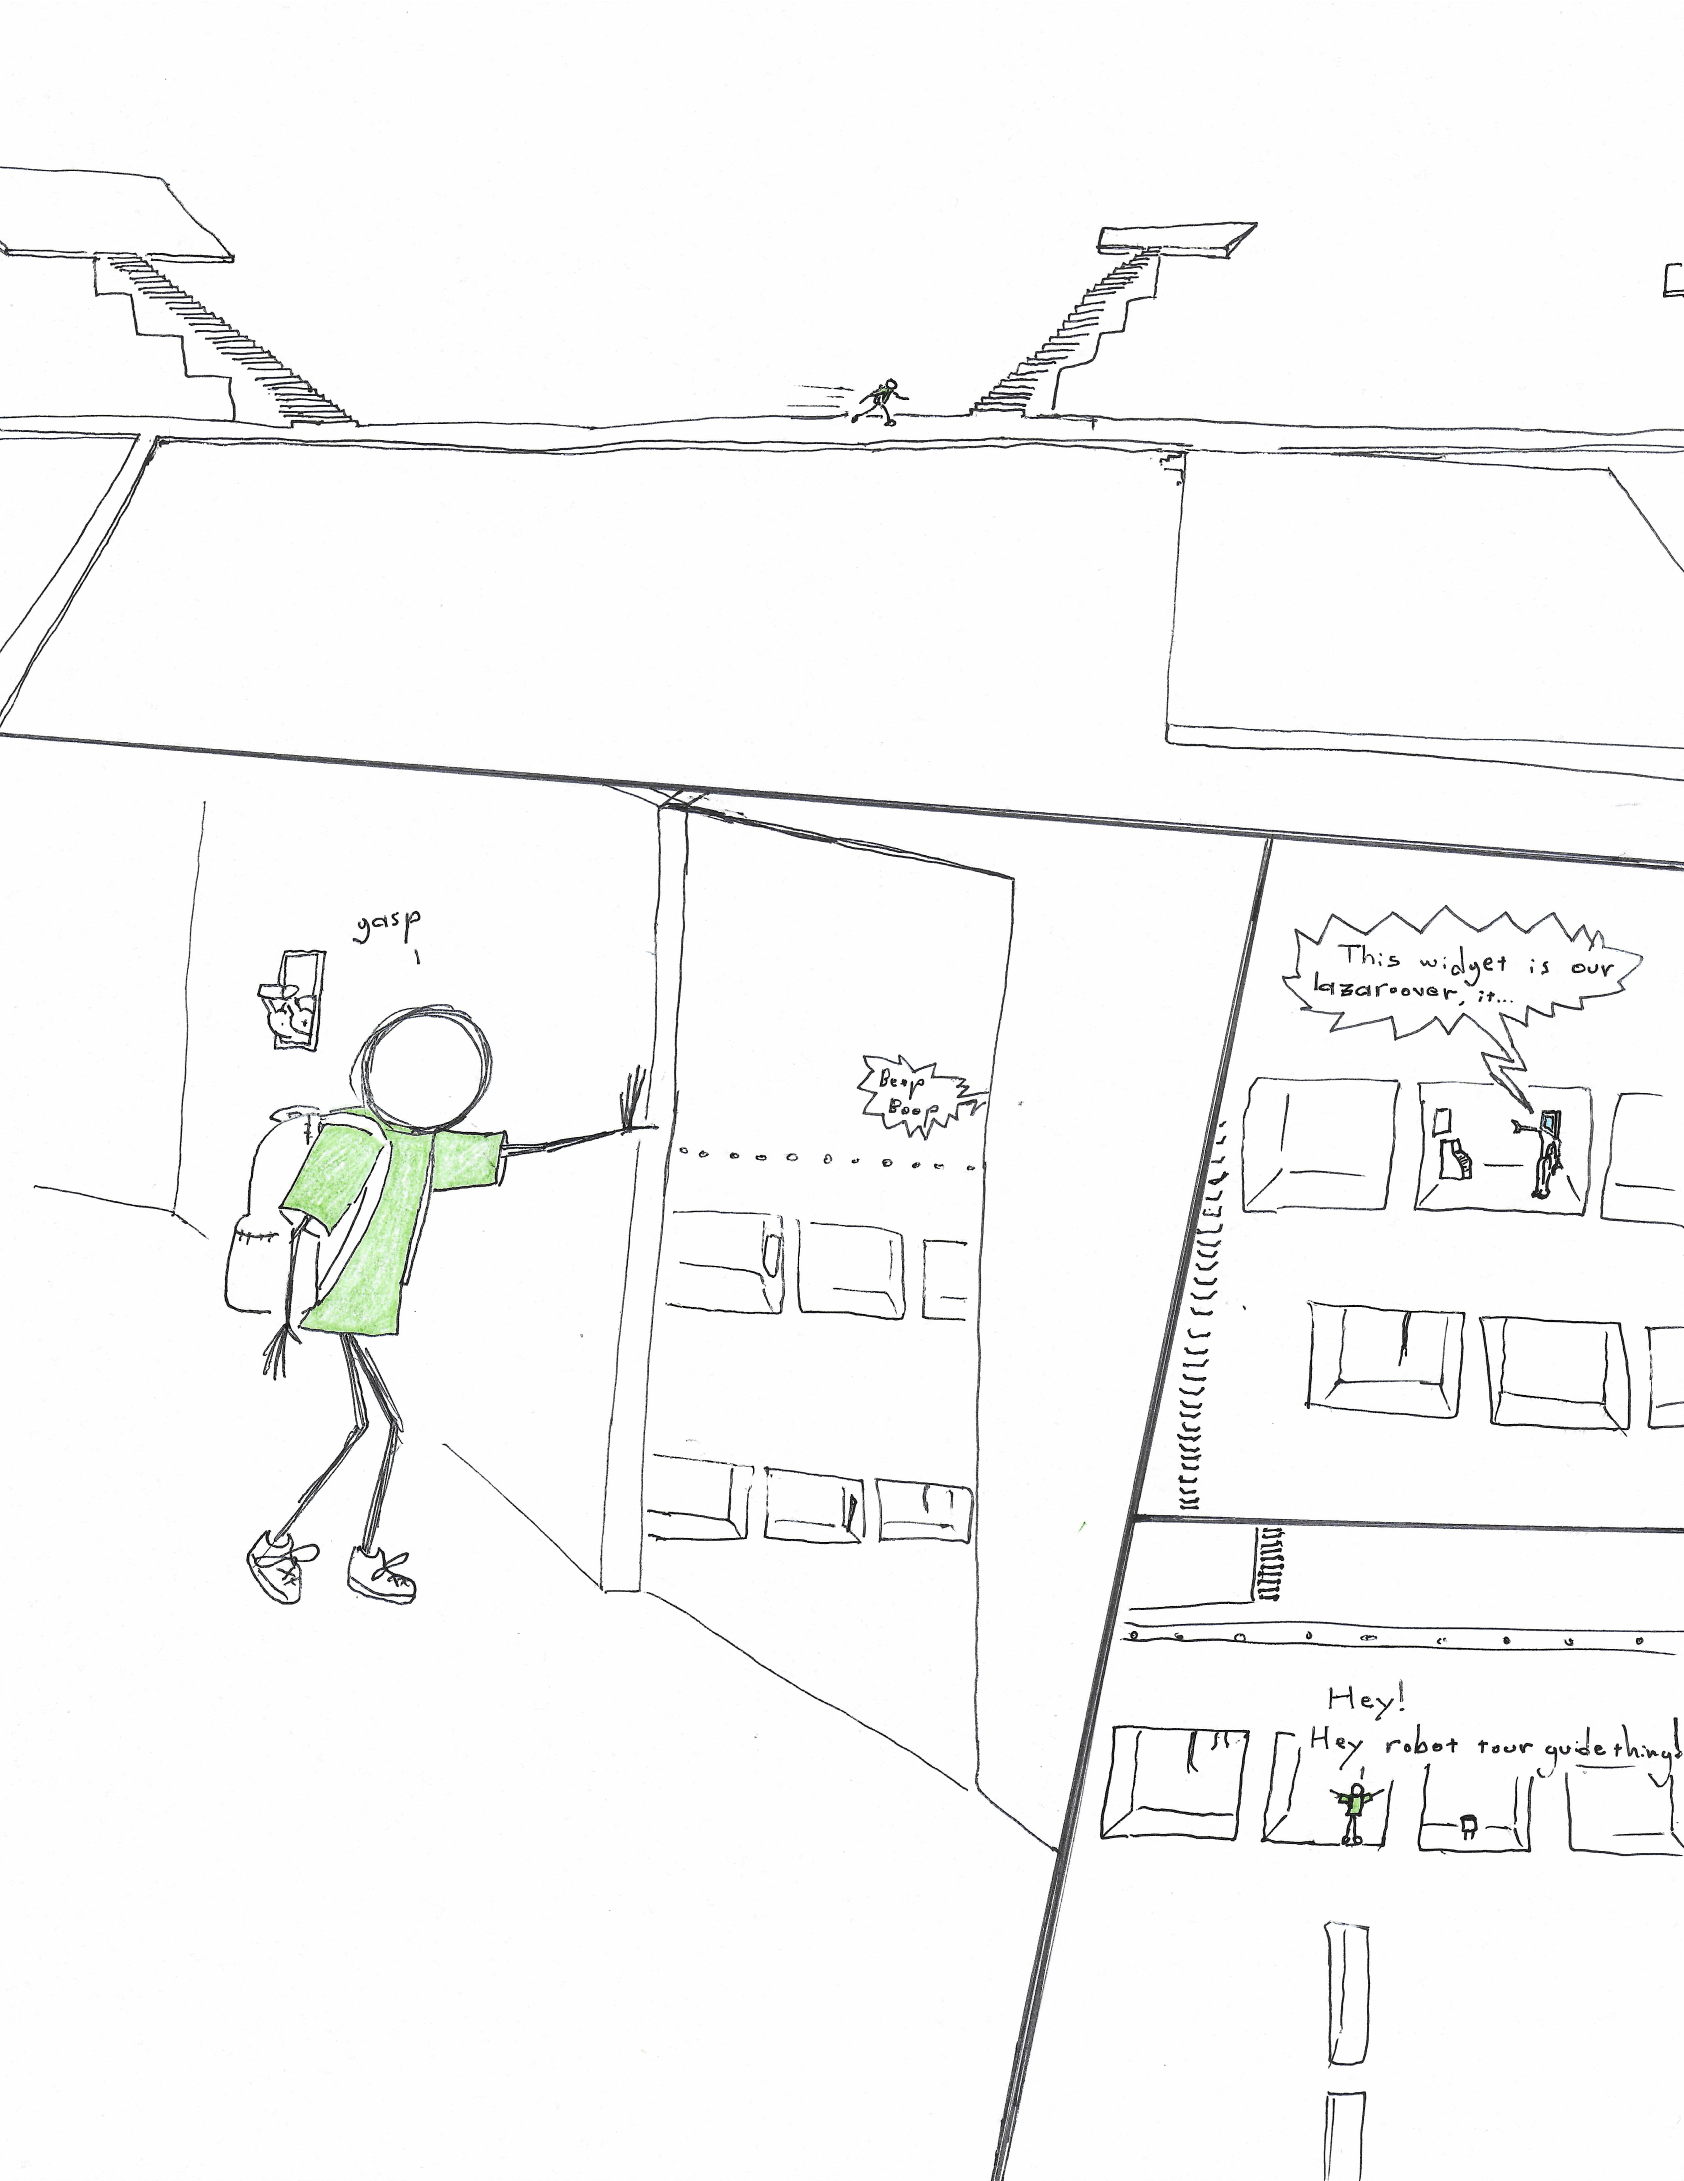 gasp
Beep
Boop
This widget is our
lazaroover, it...
Hey!
Hey robot tour guide thing!